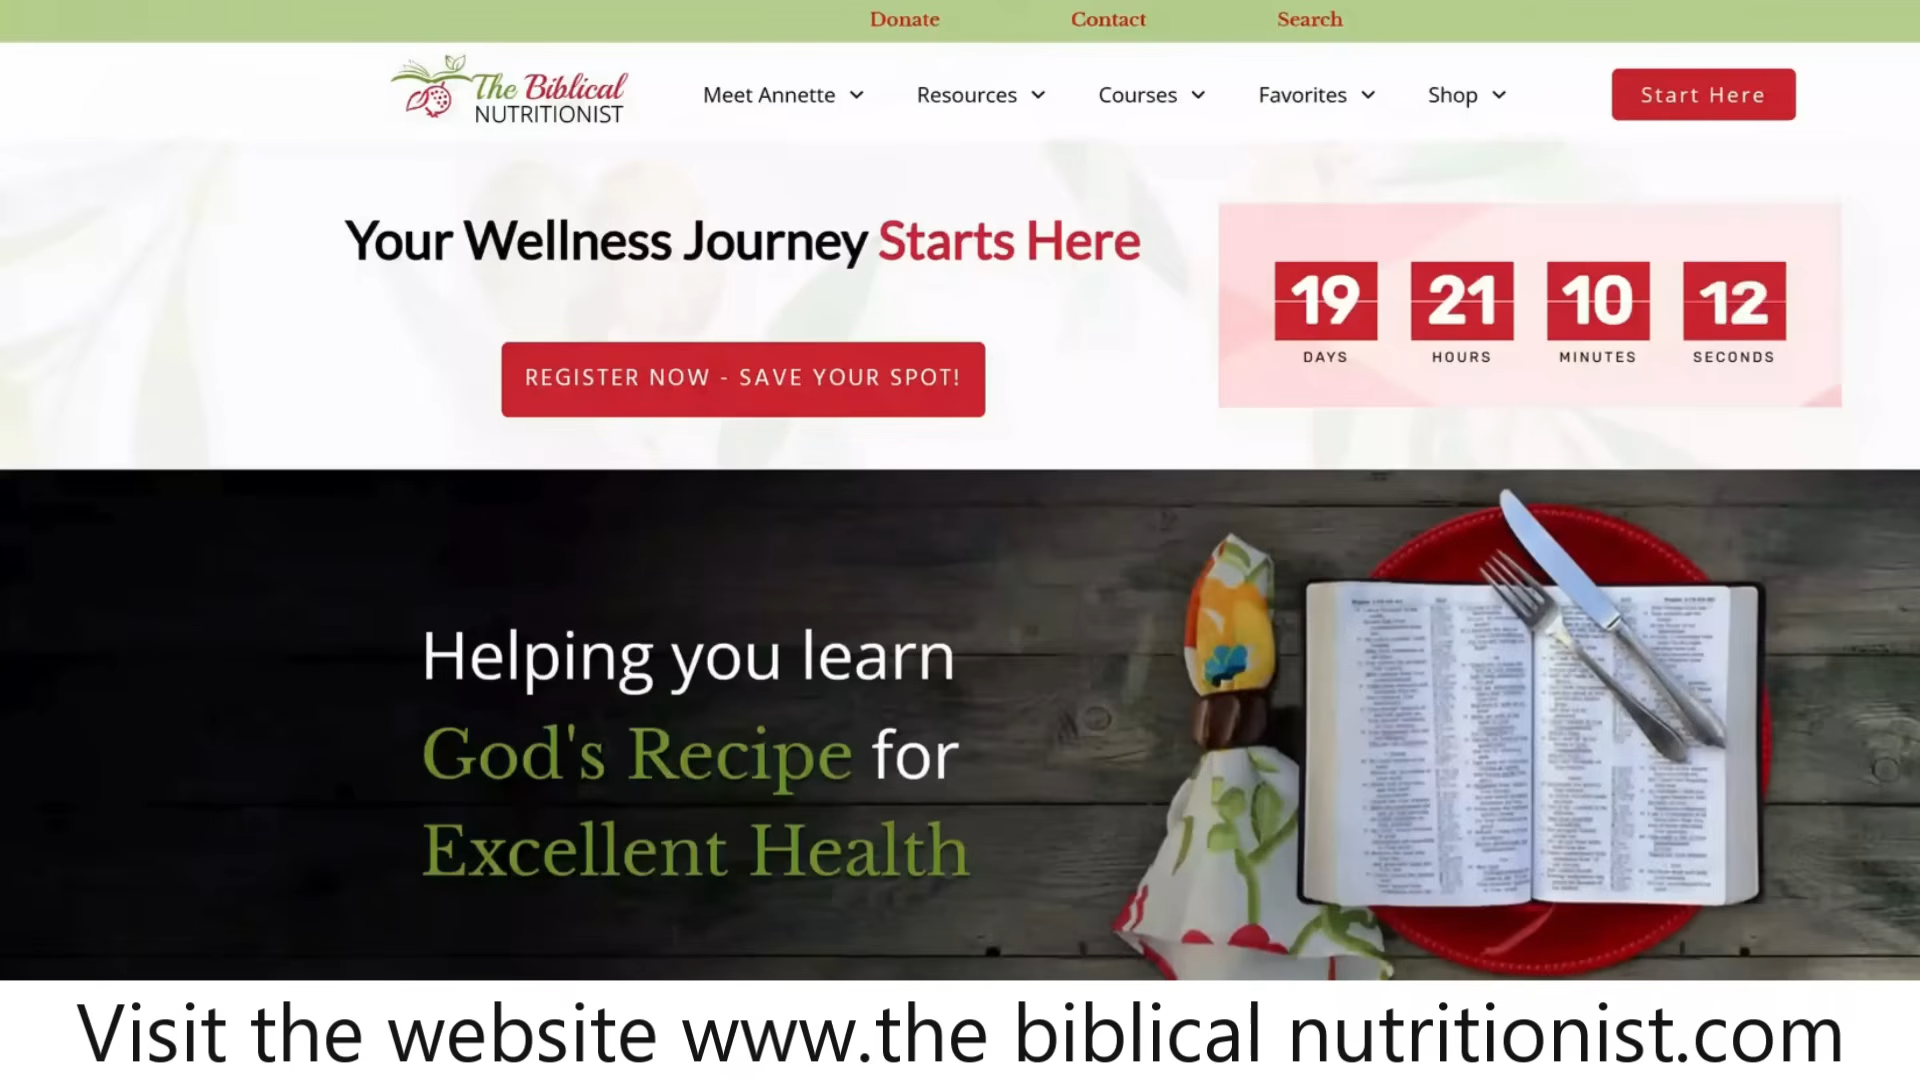 Donate Contact Search
The Biblical
NUTRITIONIST
Meet Annette Resources Courses Favorites Shop Start Here
Your Wellness Journey Starts Here
REGISTER NOW - SAVE YOUR SPOT!
19 21 10 12
DAYS HOURS MINUTES SECONDS
Helping you learn
God's Recipe for
Excellent Health
Visit the website www.the biblical nutritionist.com